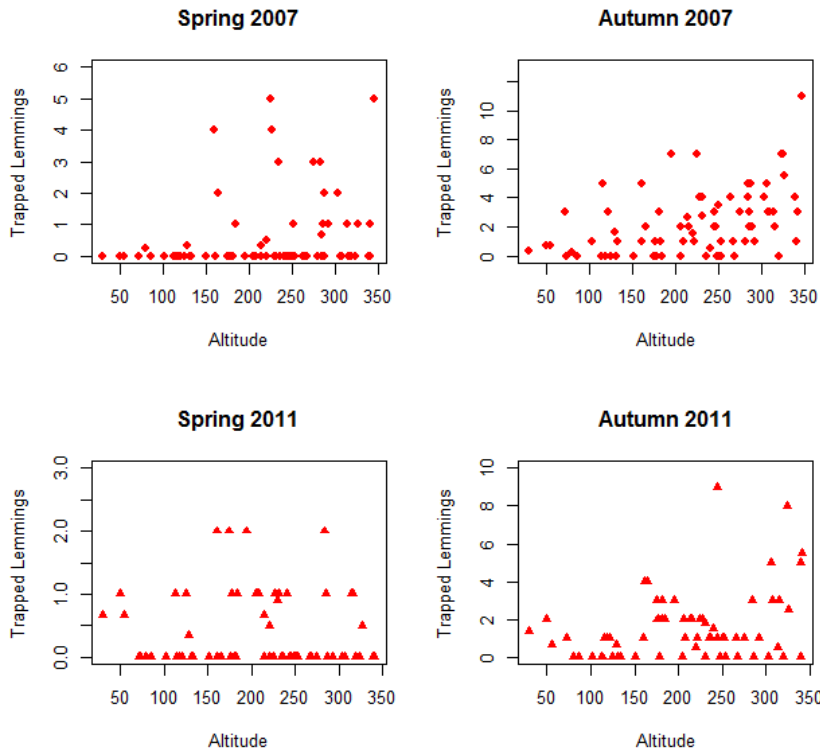 Spring 2007
Trapped Lemmings
0 1 2 3 4 5 6
50 100 150 200 250 300 350
Altitude
Autumn 2007
Trapped Lemmings
0 2 4 6 8 10
50 100 150 200 250 300 350
Altitude
Spring 2011
Trapped Lemmings
0.0 1.0 2.0 3.0
50 100 150 200 250 300 350
Altitude
Autumn 2011
Trapped Lemmings
0 2 4 6 8 10
50 100 150 200 250 300 350
Altitude